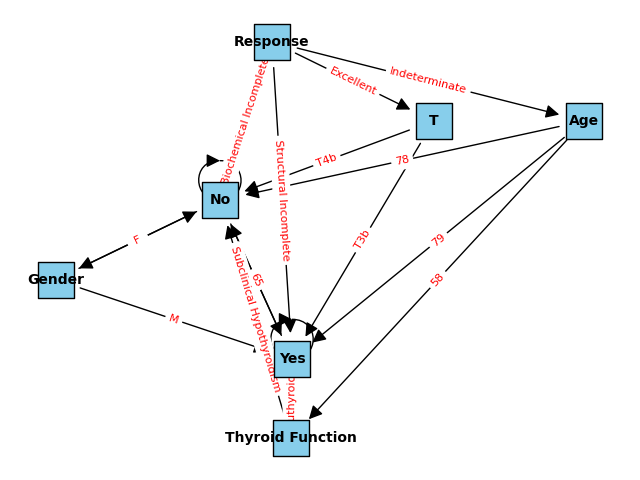 Response
Excellent
Indeterminate
T
Age
Biochemical Incomplete
Structural Incomplete
T4b
78
No
F
T3b
79
65
58
Gender
M
Subclinical Hypothyroidism
Yes
Thyroid Function